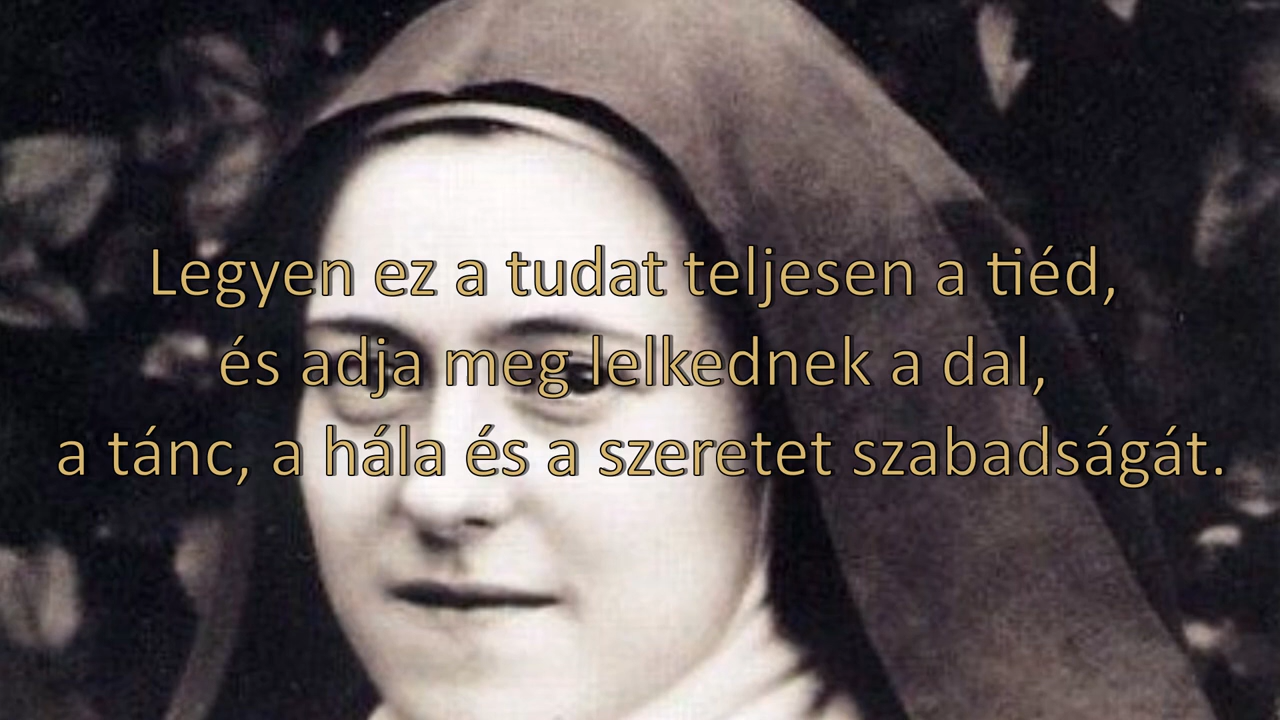 Legyen ez a tudat teljesen a tiéd,
és adja meg lelkednek a dal,
a tánc, a hála és a szeretet szabadságát.